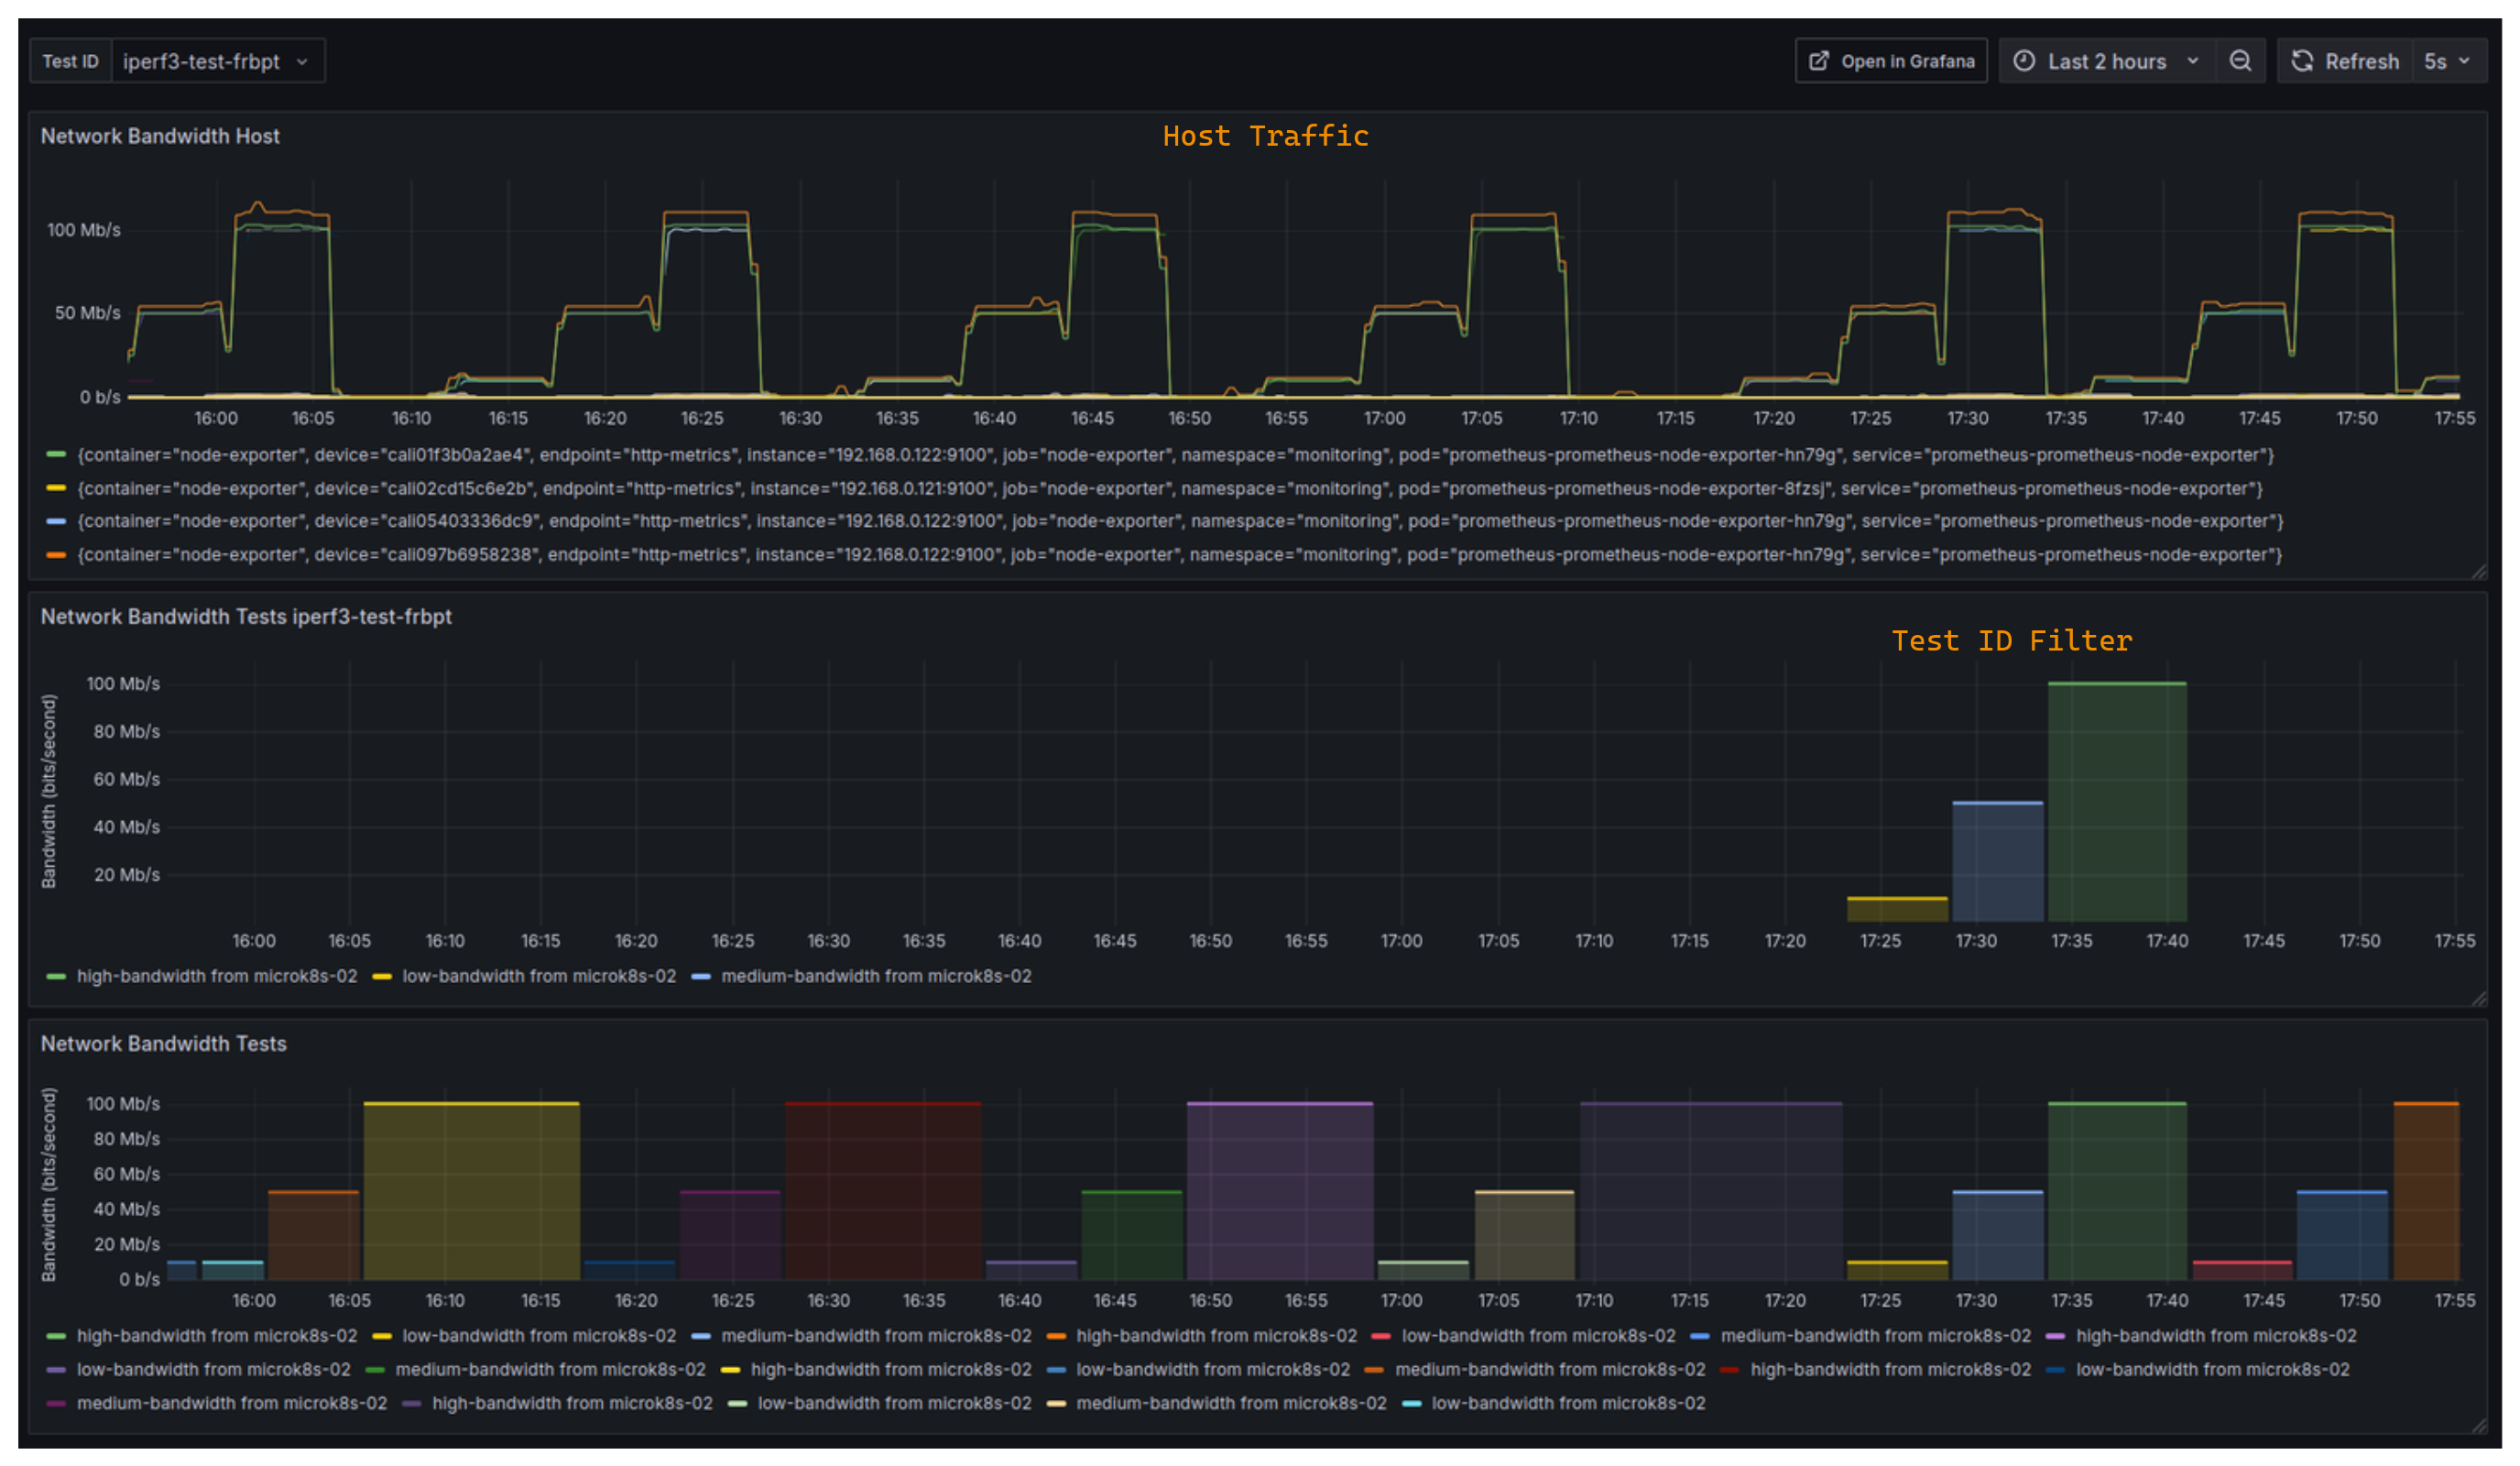 Test ID iperf3-test-frbpt Open in Grafana Last 2 hours Refresh 5s
Network Bandwidth Host
Host Traffic
100 Mb/s
50 Mb/s
0 b/s
16:00 16:05 16:10 16:15 16:20 16:25 16:30 16:35 16:40 16:45 16:50 16:55 17:00 17:05 17:10 17:15 17:20 17:25 17:30 17:35 17:40 17:45 17:50 17:55
{container="node-exporter", device="cali01f3b0a2ae4", endpoint="http-metrics", instance="192.168.0.122:9100", job="node-exporter", namespace="monitoring", pod="prometheus-prometheus-node-exporter-hn79g", service="prometheus-prometheus-node-exporter"}
{container="node-exporter", device="cali02cd15c6e2b", endpoint="http-metrics", instance="192.168.0.121:9100", job="node-exporter", namespace="monitoring", pod="prometheus-prometheus-node-exporter-8fzsj", service="prometheus-prometheus-node-exporter"}
{container="node-exporter", device="cali05403336dc9", endpoint="http-metrics", instance="192.168.0.122:9100", job="node-exporter", namespace="monitoring", pod="prometheus-prometheus-node-exporter-hn79g", service="prometheus-prometheus-node-exporter"}
{container="node-exporter", device="cali097b6958238", endpoint="http-metrics", instance="192.168.0.122:9100", job="node-exporter", namespace="monitoring", pod="prometheus-prometheus-node-exporter-hn79g", service="prometheus-prometheus-node-exporter"}
Network Bandwidth Tests iperf3-test-frbpt
Test ID Filter
Bandwidth (bits/second)
100 Mb/s
80 Mb/s
60 Mb/s
40 Mb/s
20 Mb/s
16:00 16:05 16:10 16:15 16:20 16:25 16:30 16:35 16:40 16:45 16:50 16:55 17:00 17:05 17:10 17:15 17:20 17:25 17:30 17:35 17:40 17:45 17:50 17:55
high-bandwidth from microk8s-02 low-bandwidth from microk8s-02 medium-bandwidth from microk8s-02
Network Bandwidth Tests
Bandwidth (bits/second)
100 Mb/s
80 Mb/s
60 Mb/s
40 Mb/s
20 Mb/s
0 b/s
16:00 16:05 16:10 16:15 16:20 16:25 16:30 16:35 16:40 16:45 16:50 16:55 17:00 17:05 17:10 17:15 17:20 17:25 17:30 17:35 17:40 17:45 17:50 17:55
high-bandwidth from microk8s-02 low-bandwidth from microk8s-02 medium-bandwidth from microk8s-02 high-bandwidth from microk8s-02 low-bandwidth from microk8s-02 medium-bandwidth from microk8s-02 high-bandwidth from microk8s-02
low-bandwidth from microk8s-02 medium-bandwidth from microk8s-02 high-bandwidth from microk8s-02 low-bandwidth from microk8s-02 medium-bandwidth from microk8s-02 high-bandwidth from microk8s-02 low-bandwidth from microk8s-02
medium-bandwidth from microk8s-02 high-bandwidth from microk8s-02 low-bandwidth from microk8s-02 medium-bandwidth from microk8s-02 low-bandwidth from microk8s-02